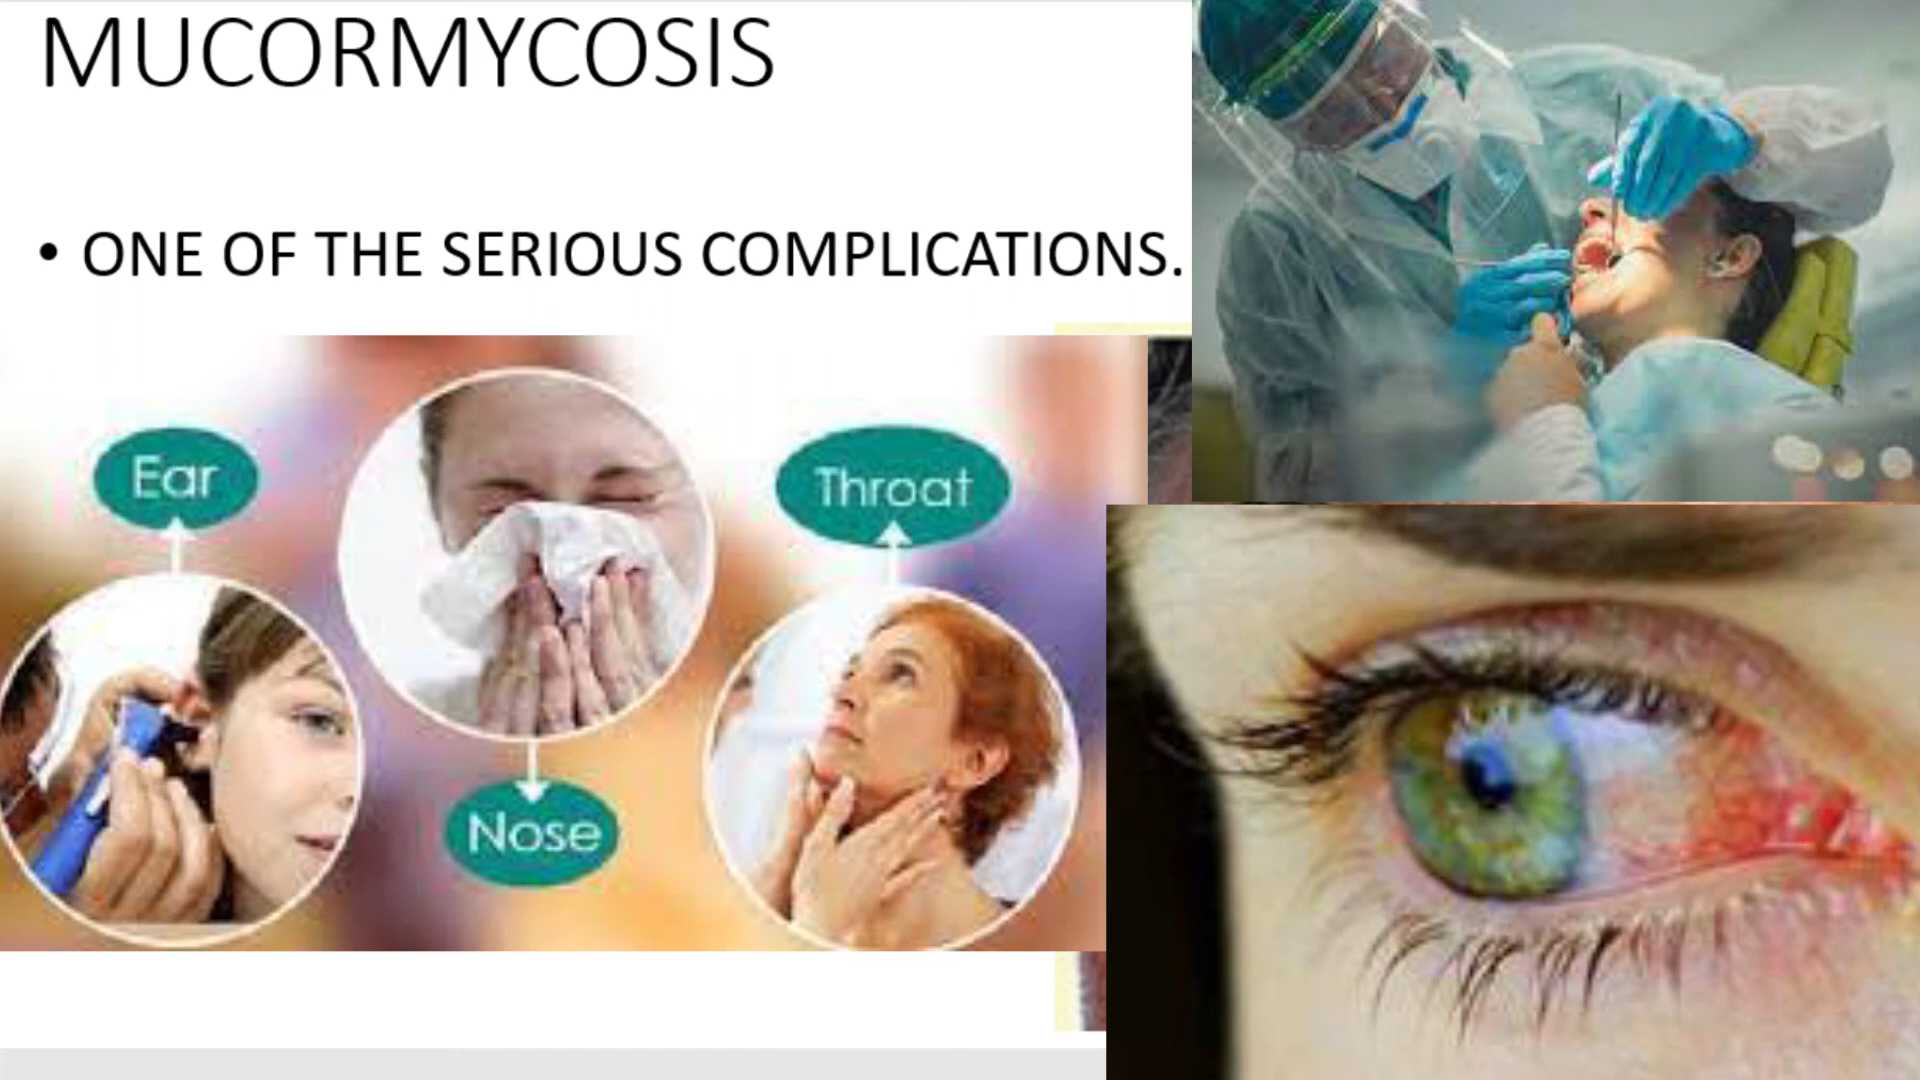 MUCORMYCOSIS
• ONE OF THE SERIOUS COMPLICATIONS.
Ear
Throat
Nose